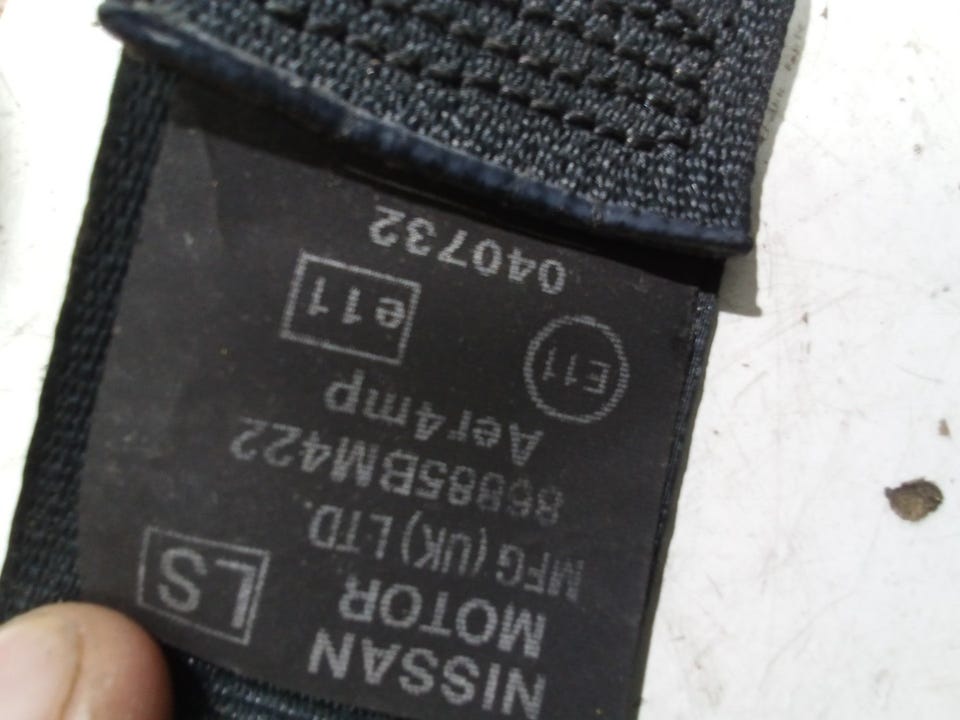 NISSAN
MOTOR LS
MFG (UK) LTD.
86885BM422
Aer4mp
E11 e11
040732